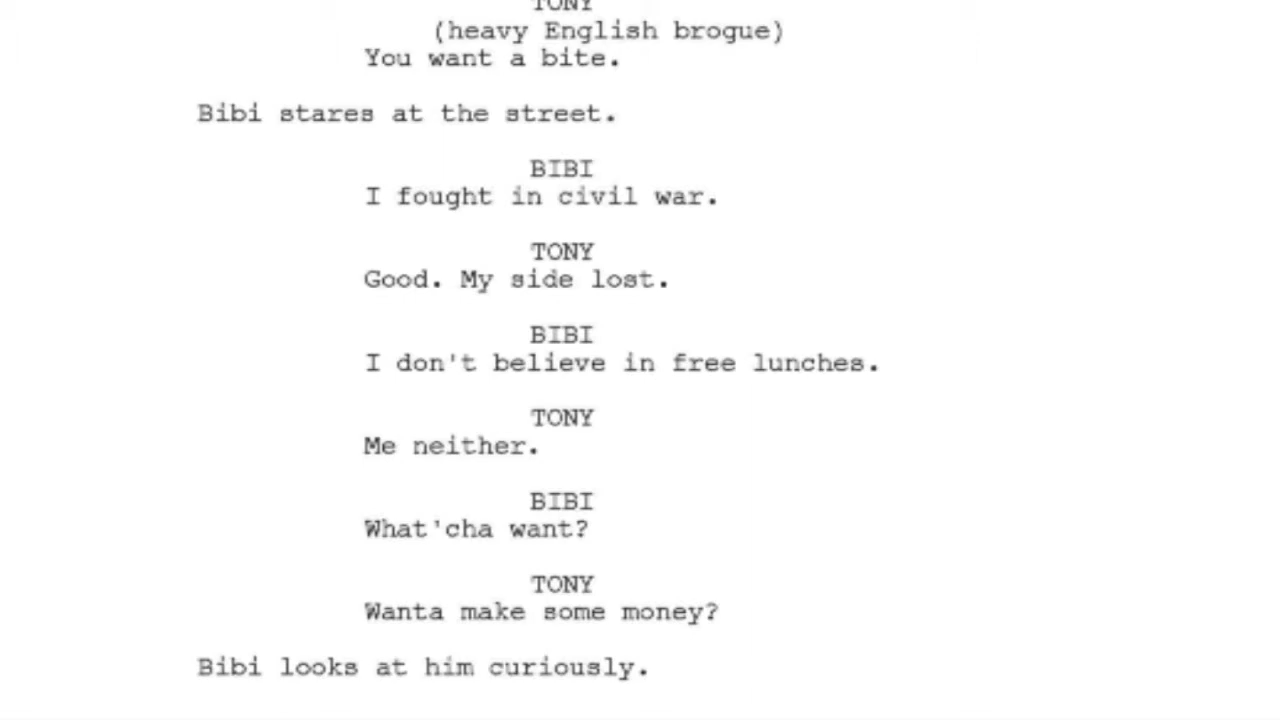 TONY
(heavy English brogue)
You want a bite.
Bibi stares at the street.
BIBI
I fought in civil war.
TONY
Good. My side lost.
BIBI
I don't believe in free lunches.
TONY
Me neither.
BIBI
What'cha want?
TONY
Wanta make some money?
Bibi looks at him curiously.